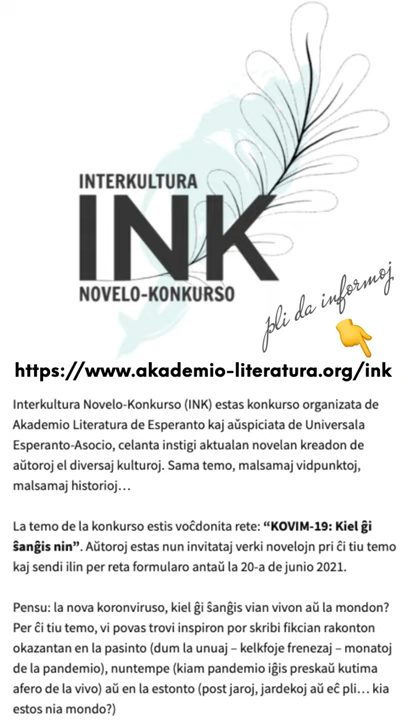 INTERKULTURA
INK
NOVELO-KONKURSO
pli da informoj
https://www.akademio-literatura.org/ink
Interkultura Novelo-Konkurso (INK) estas konkurso organizata de
Akademio Literatura de Esperanto kaj aŭspiciata de Universala
Esperanto-Asocio, celanta instigi aktualan novelan kreadon de
aŭtoroj el diversaj kulturoj. Sama temo, malsamaj vidpunktoj,
malsamaj historioj…
La temo de la konkurso estis voĉdonita rete: “KOVIM-19: Kiel ĝi
ŝanĝis nin”. Aŭtoroj estas nun invitataj verki novelojn pri ĉi tiu temo
kaj sendi ilin per reta formularo antaŭ la 20-a de junio 2021.
Pensu: la nova koronviruso, kiel ĝi ŝanĝis vian vivon aŭ la mondon?
Per ĉi tiu temo, vi povas trovi inspiron por skribi fikcian rakonton
okazantan en la pasinto (dum la unuaj – kelkfoje frenezaj – monatoj
de la pandemio), nuntempe (kiam pandemio iĝis preskaŭ kutima
afero de la vivo) aŭ en la estonto (post jaroj, jardekoj aŭ eĉ pli… kia
estos nia mondo?)